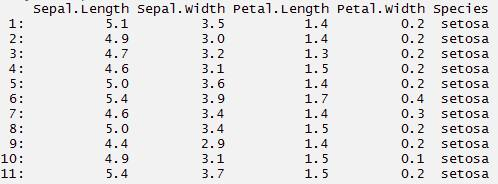 Sepal.Length Sepal.Width Petal.Length Petal.Width Species
1: 5.1 3.5 1.4 0.2 setosa
2: 4.9 3.0 1.4 0.2 setosa
3: 4.7 3.2 1.3 0.2 setosa
4: 4.6 3.1 1.5 0.2 setosa
5: 5.0 3.6 1.4 0.2 setosa
6: 5.4 3.9 1.7 0.4 setosa
7: 4.6 3.4 1.4 0.3 setosa
8: 5.0 3.4 1.5 0.2 setosa
9: 4.4 2.9 1.4 0.2 setosa
10: 4.9 3.1 1.5 0.1 setosa
11: 5.4 3.7 1.5 0.2 setosa